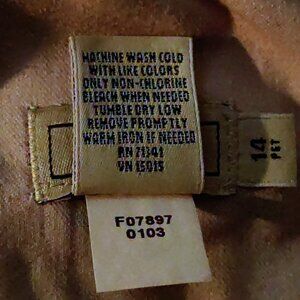 MACHINE WASH COLD
WITH LIKE COLORS
ONLY NON-CHLORINE
BLEACH WHEN NEEDED
TUMBLE DRY LOW
REMOVE PROMPTLY
WARM IRON IF NEEDED
RN 71341
VN 15015
14
PET
F07897
0103